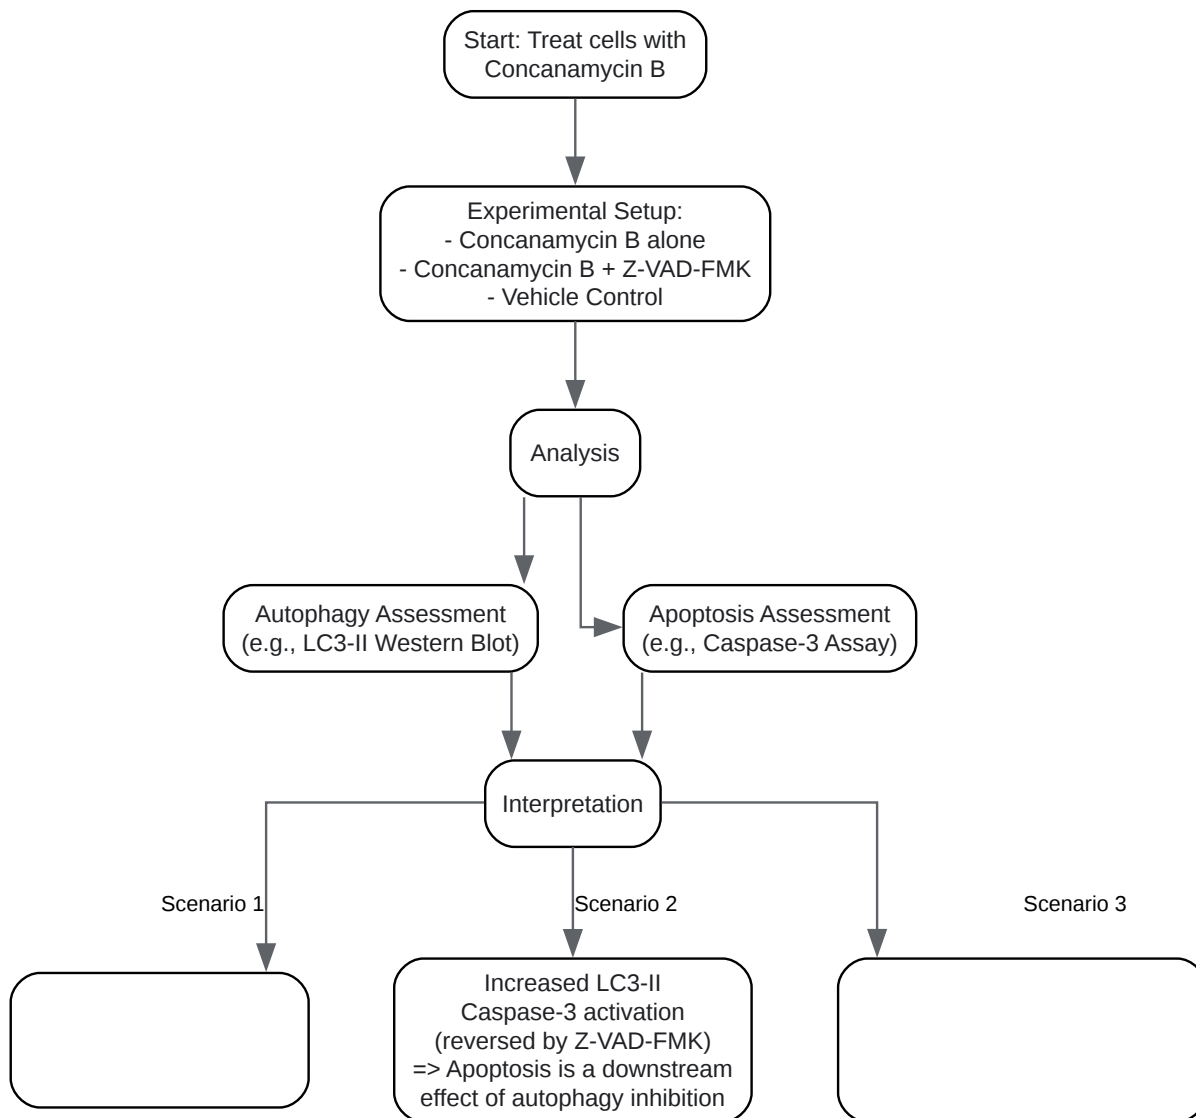 Start: Treat cells with
Concanamycin B
Experimental Setup:
- Concanamycin B alone
- Concanamycin B + Z-VAD-FMK
- Vehicle Control
Analysis
Autophagy Assessment
(e.g., LC3-II Western Blot)
Apoptosis Assessment
(e.g., Caspase-3 Assay)
Interpretation
Scenario 1
Scenario 2
Scenario 3
Increased LC3-II
Caspase-3 activation
(reversed by Z-VAD-FMK)
=> Apoptosis is a downstream
effect of autophagy inhibition